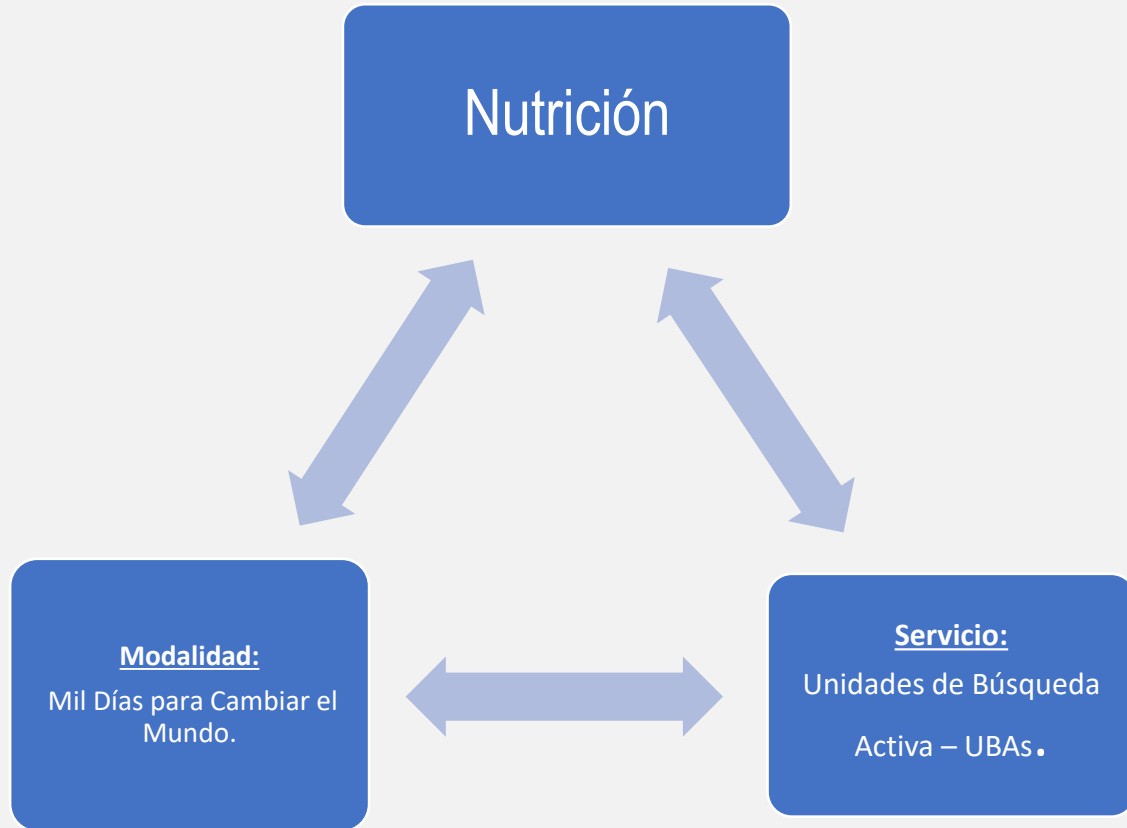 Nutrición
Modalidad:
Mil Días para Cambiar el
Mundo.
Servicio:
Unidades de Búsqueda
Activa – UBAs.